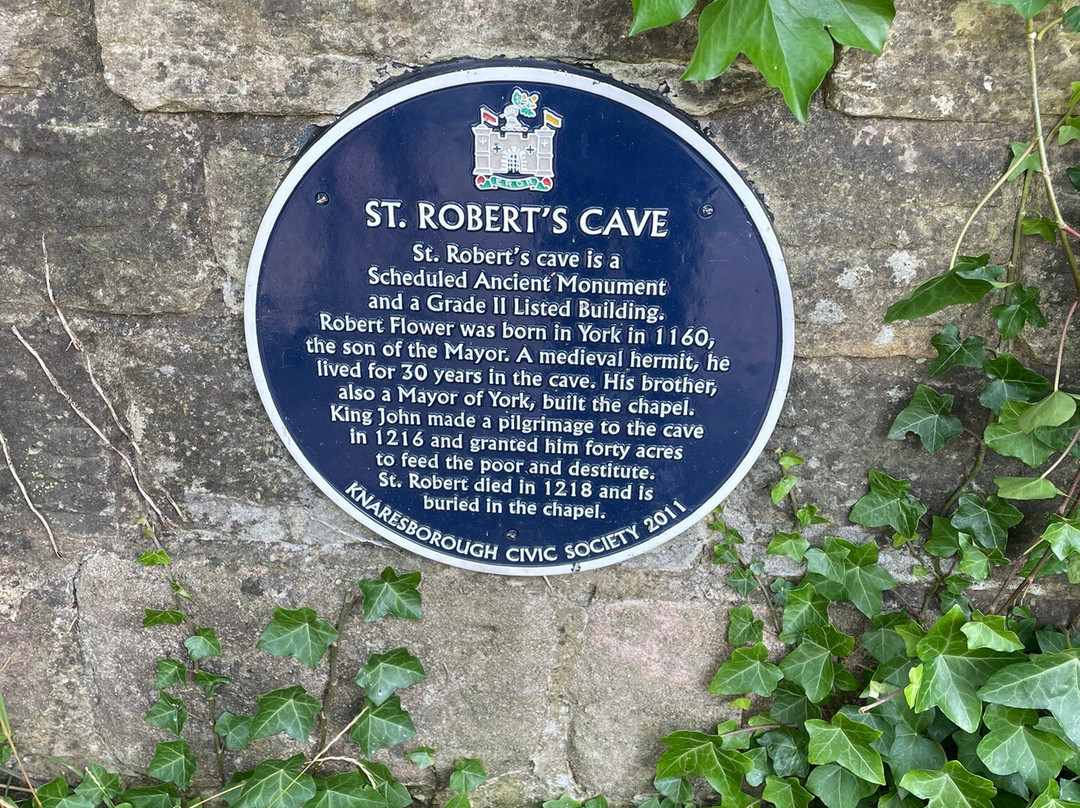 ST. ROBERT'S CAVE
St. Robert's cave is a
Scheduled Ancient Monument
and a Grade II Listed Building.
Robert Flower was born in York in 1160,
the son of the Mayor. A medieval hermit, he
lived for 30 years in the cave. His brother,
also a Mayor of York, built the chapel.
King John made a pilgrimage to the cave
in 1216 and granted him forty acres
to feed the poor and destitute.
St. Robert died in 1218 and is
buried in the chapel.
KNARESBOROUGH CIVIC SOCIETY 2011